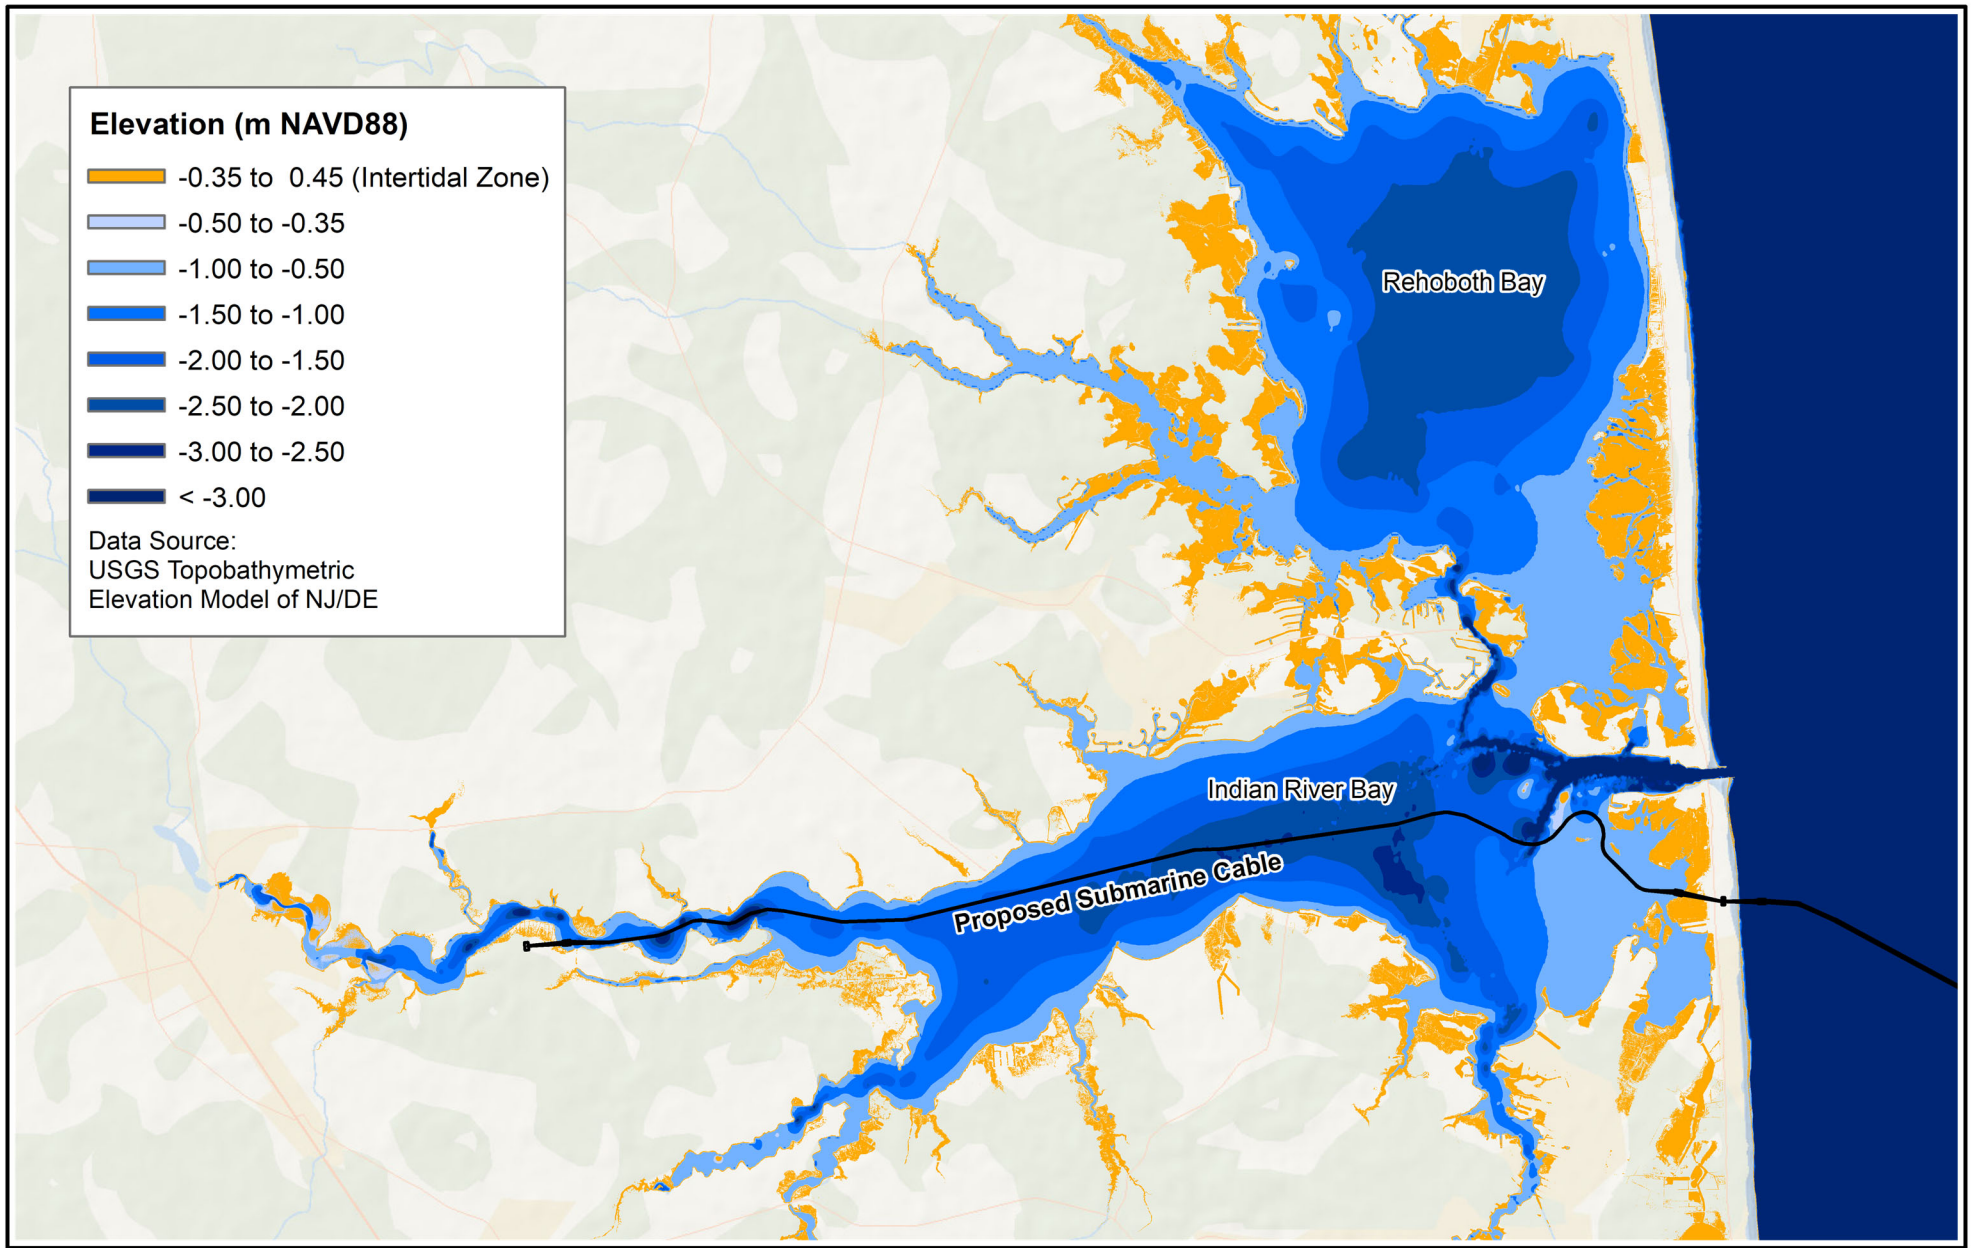 Elevation (m NAVD88)
-0.35 to 0.45 (Intertidal Zone)
-0.50 to -0.35
-1.00 to -0.50
-1.50 to -1.00
-2.00 to -1.50
-2.50 to -2.00
-3.00 to -2.50
< -3.00
Data Source:
USGS Topobathymetric
Elevation Model of NJ/DE
Rehoboth Bay
Indian River Bay
Proposed Submarine Cable